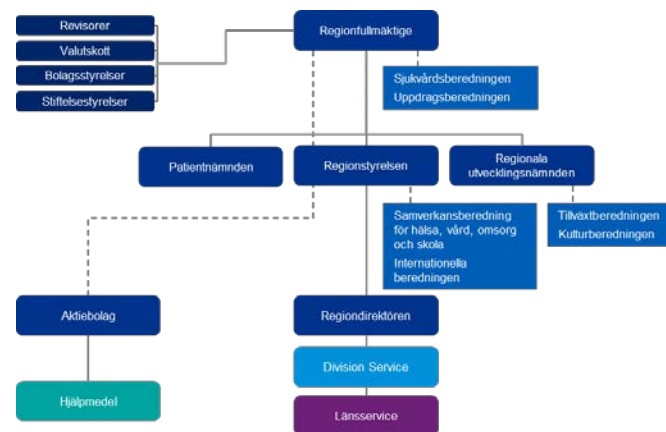 Revisorer
Valutskott
Bolagsstyrelser
Stiftelsestyrelser
Regionfullmäktige
Sjukvårdsberedningen
Uppdragsberedningen
Patientnämnden
Regionstyrelsen
Regionala
utvecklingsnämnden
Samverkansberedning
för hälsa, vård, omsorg
och skola
Internationella
beredningen
Tillväxtberedningen
Kulturberedningen
Aktiebolag
Regiondirektören
Division Service
Hjälpmedel
Länsservice